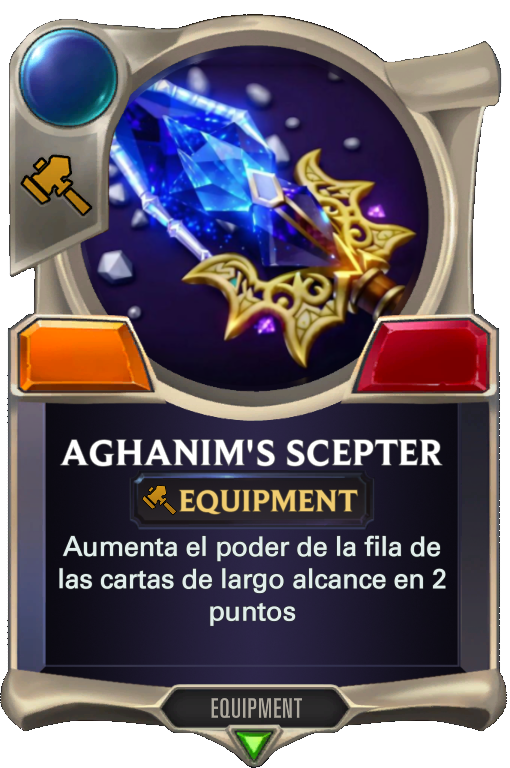 AGHANIM'S SCEPTER
EQUIPMENT
Aumenta el poder de la fila de
las cartas de largo alcance en 2
puntos
EQUIPMENT